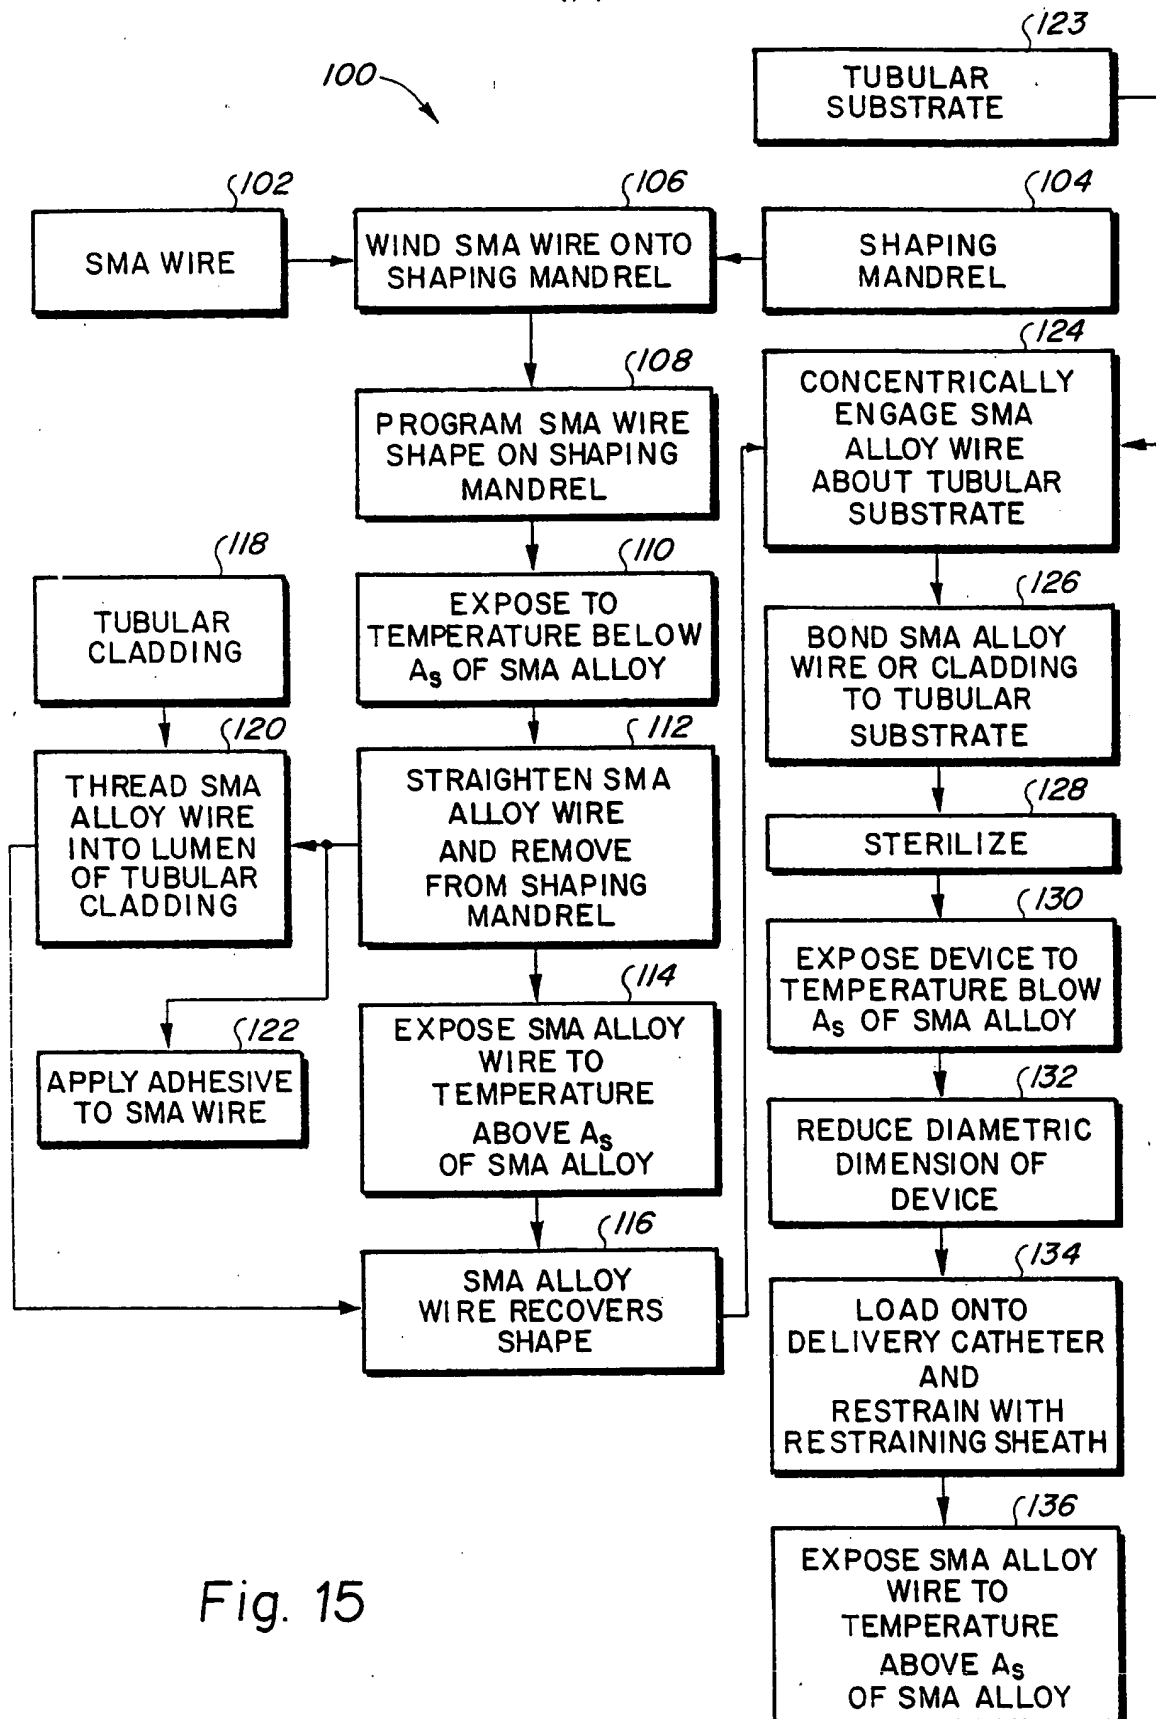 123
TUBULAR
SUBSTRATE
100
102
SMA WIRE
106
WIND SMA WIRE ONTO
SHAPING MANDREL
104
SHAPING
MANDREL
108
PROGRAM SMA WIRE
SHAPE ON SHAPING
MANDREL
110
EXPOSE TO
TEMPERATURE BELOW
As OF SMA ALLOY
118
TUBULAR
CLADDING
120
THREAD SMA
ALLOY WIRE
INTO LUMEN
OF TUBULAR
CLADDING
112
STRAIGHTEN SMA
ALLOY WIRE
AND REMOVE
FROM SHAPING
MANDREL
122
APPLY ADHESIVE
TO SMA WIRE
114
EXPOSE SMA ALLOY
WIRE TO
TEMPERATURE
ABOVE As
OF SMA ALLOY
116
SMA ALLOY
WIRE RECOVERS
SHAPE
124
CONCENTRICALLY
ENGAGE SMA
ALLOY WIRE
ABOUT TUBULAR
SUBSTRATE
126
BOND SMA ALLOY
WIRE OR CLADDING
TO TUBULAR
SUBSTRATE
128
STERILIZE
130
EXPOSE DEVICE TO
TEMPERATURE BLOW
As OF SMA ALLOY
132
REDUCE DIAMETRIC
DIMENSION OF
DEVICE
134
LOAD ONTO
DELIVERY CATHETER
AND
RESTRAIN WITH
RESTRAINING SHEATH
136
EXPOSE SMA ALLOY
WIRE TO
TEMPERATURE
ABOVE As
OF SMA ALLOY
Fig. 15